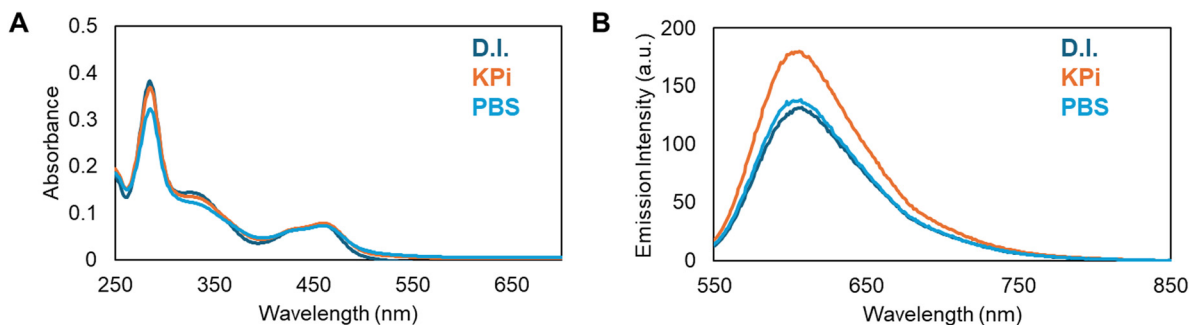 A
0.5
0.4
0.3
0.2
0.1
0
Absorbance
D.I.
KPi
PBS
250 350 450 550 650
Wavelength (nm)
B
200
150
100
50
0
Emission Intensity (a.u.)
D.I.
KPi
PBS
550 650 750 850
Wavelength (nm)